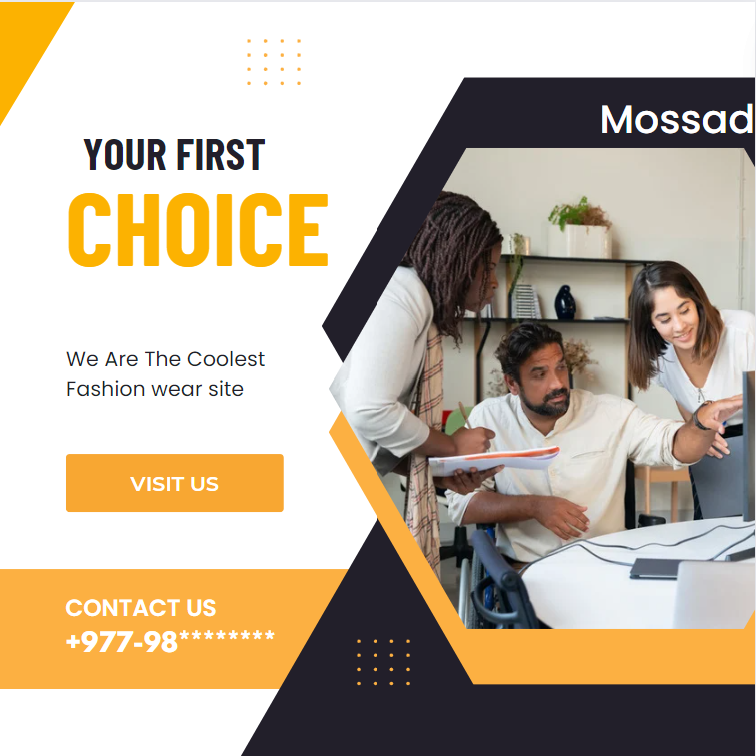 Mossad
YOUR FIRST
CHOICE
We Are The Coolest
Fashion wear site
VISIT US
CONTACT US
+977-98********